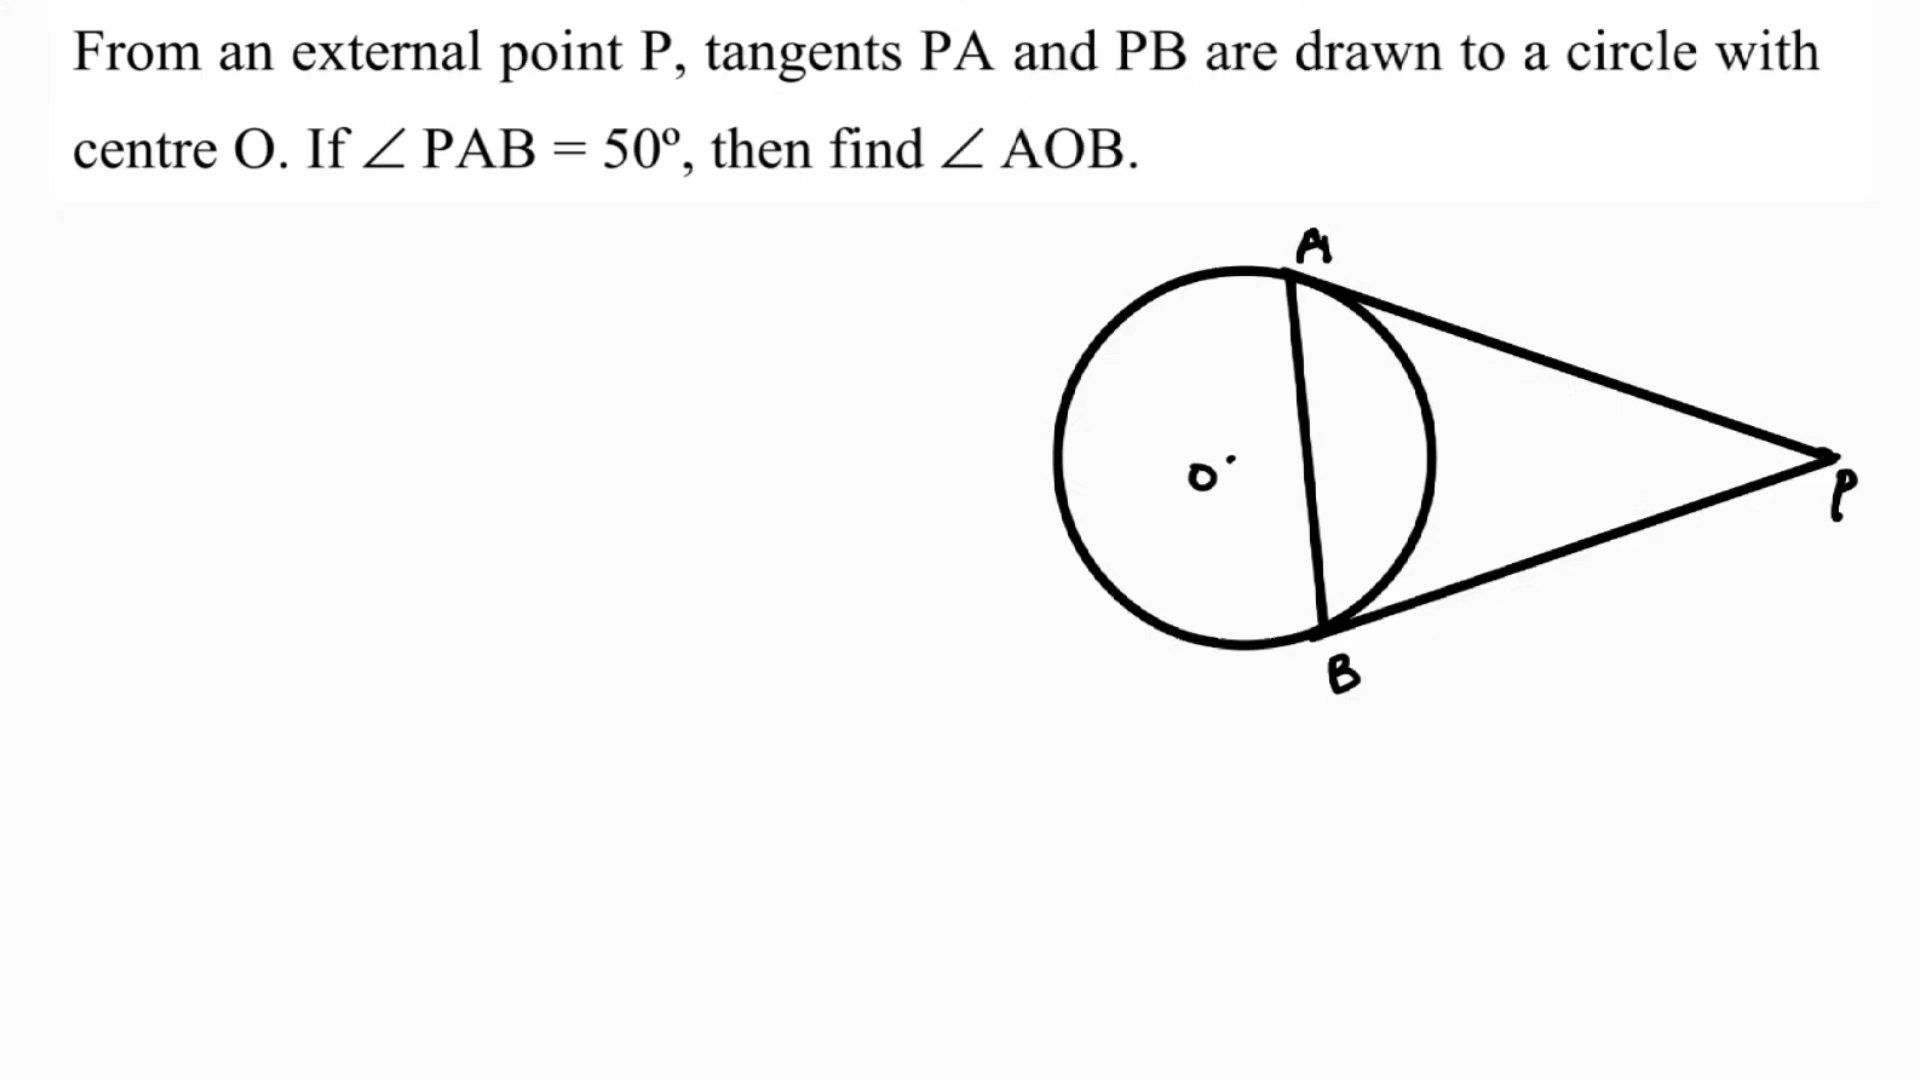 From an external point P, tangents PA and PB are drawn to a circle with
centre O. If ∠ PAB = 50º, then find ∠ AOB.
A
O
P
B